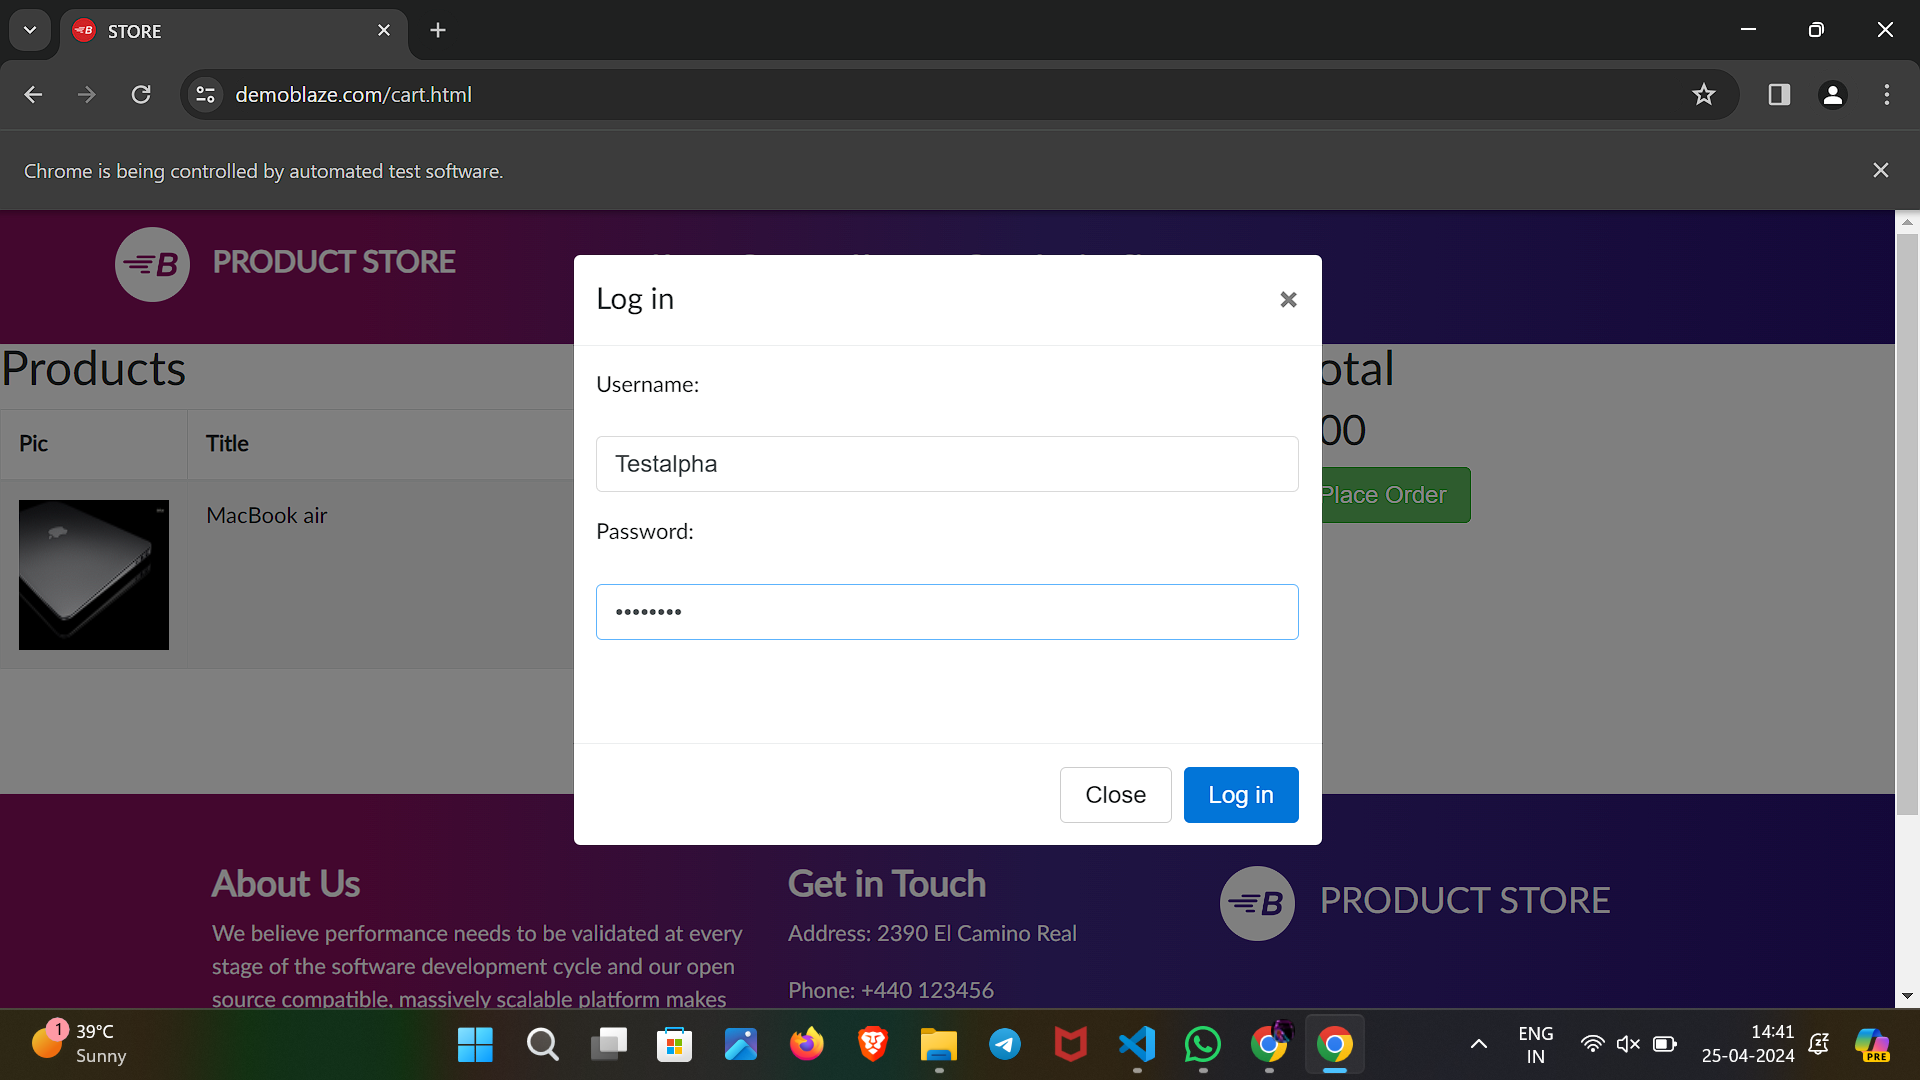 STORE
demoblaze.com/cart.html
Chrome is being controlled by automated test software.
B PRODUCT STORE
Log in
×
Products
otal
Username:
00
Pic
Title
Testalpha
Place Order
MacBook air
Password:
••••••••
Close
Log in
About Us
Get in Touch
B PRODUCT STORE
We believe performance needs to be validated at every
stage of the software development cycle and our open
source compatible, massively scalable platform makes
Address: 2390 El Camino Real
Phone: +440 123456
1
39°C
Sunny
ENG
IN
14:41
25-04-2024
PRE